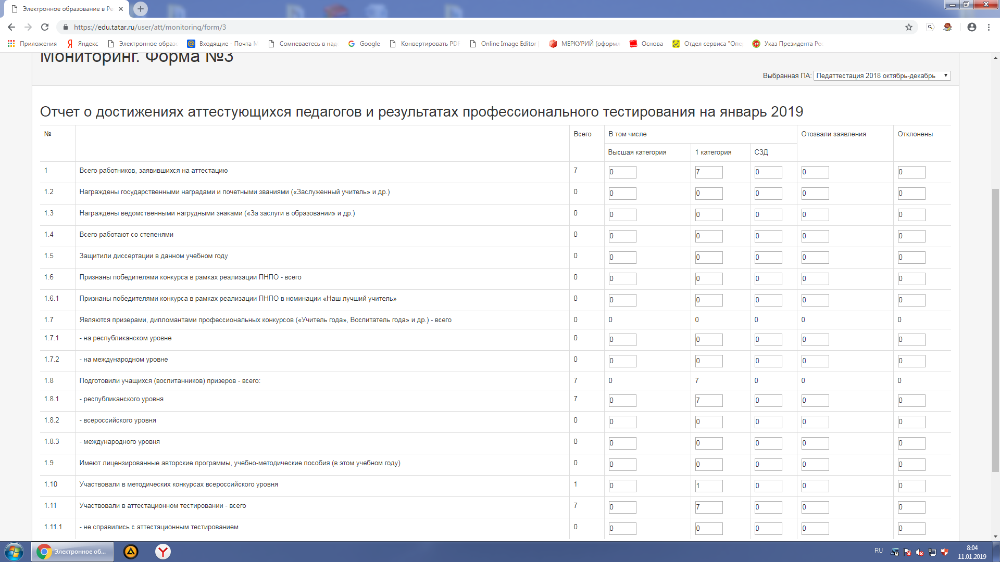 Электронное образование в Ре
https://edu.tatar.ru/user/att/monitoring/form/3
Приложения Яндекс Электронное образо Входящие - Почта М Сомневаетесь в над Google Конвертировать PDF Online Image Editor МЕРКУРИЙ (оформл Основа Отдел сервиса "Опе Указ Президента Рес
Мониторинг. Форма №3
Выбранная ПА: Педаттестация 2018 октябрь-декабрь
Отчет о достижениях аттестующихся педагогов и результатах профессионального тестирования на январь 2019
№ Всего В том числе Отозвали заявления Отклонены
Высшая категория 1 категория СЗД
1 Всего работников, заявившихся на аттестацию 7 0 7 0 0 0
1.2 Награждены государственными наградами и почетными званиями («Заслуженный учитель» и др.) 0 0 0 0 0 0
1.3 Награждены ведомственными нагрудными знаками («За заслуги в образовании» и др.) 0 0 0 0 0 0
1.4 Всего работают со степенями 0 0 0 0 0 0
1.5 Защитили диссертации в данном учебном году 0 0 0 0 0 0
1.6 Признаны победителями конкурса в рамках реализации ПНПО - всего 0 0 0 0 0 0
1.6.1 Признаны победителями конкурса в рамках реализации ПНПО в номинации «Наш лучший учитель» 0 0 0 0 0 0
1.7 Являются призерами, дипломантами профессиональных конкурсов («Учитель года», Воспитатель года» и др.) - всего 0 0 0 0 0 0
1.7.1 - на республиканском уровне 0 0 0 0 0 0
1.7.2 - на международном уровне 0 0 0 0 0 0
1.8 Подготовили учащихся (воспитанников) призеров - всего: 7 0 7 0 0 0
1.8.1 - республиканского уровня 7 0 7 0 0 0
1.8.2 - всероссийского уровня 0 0 0 0 0 0
1.8.3 - международного уровня 0 0 0 0 0 0
1.9 Имеют лицензированные авторские программы, учебно-методические пособия (в этом учебном году) 0 0 0 0 0 0
1.10 Участвовали в методических конкурсах всероссийского уровня 1 0 1 0 0 0
1.11 Участвовали в аттестационном тестировании - всего 7 0 7 0 0 0
1.11.1 - не справились с аттестационным тестированием 0 0 0 0 0 0
Электронное об... RU 8:04
11.01.2019